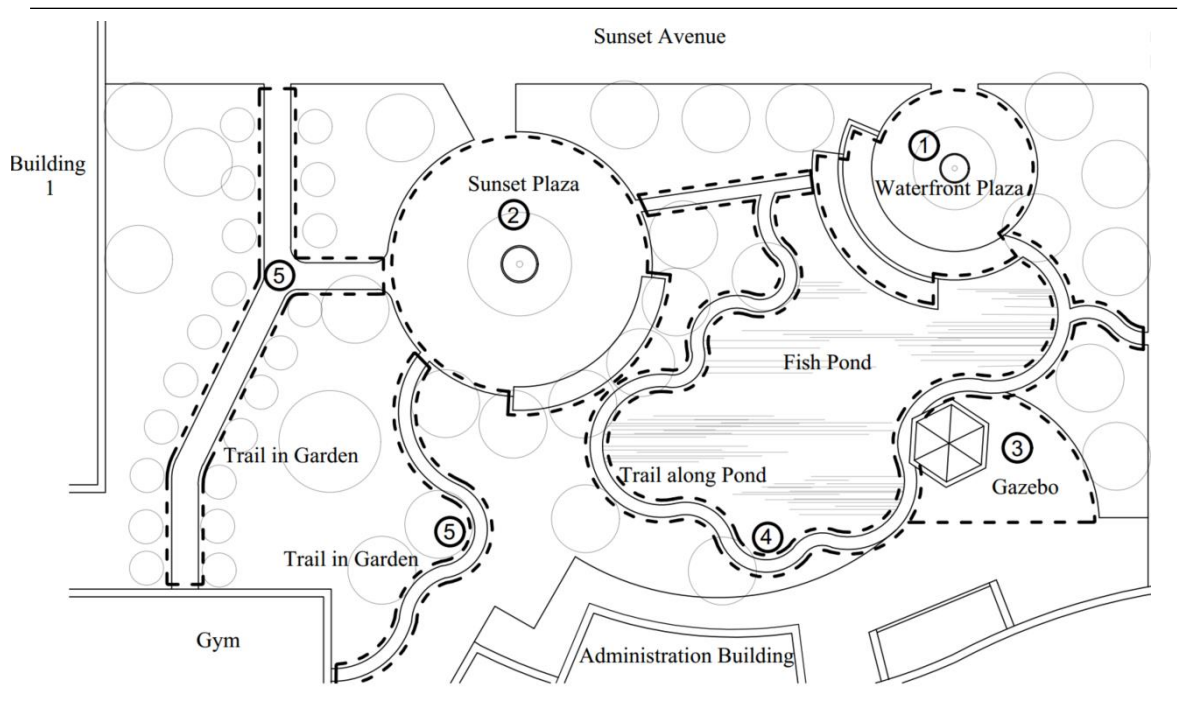 Sunset Avenue
Building
1
1
Waterfront Plaza
Sunset Plaza
2
5
Fish Pond
Trail in Garden
Trail along Pond
3
Gazebo
5
4
Trail in Garden
Gym
Administration Building